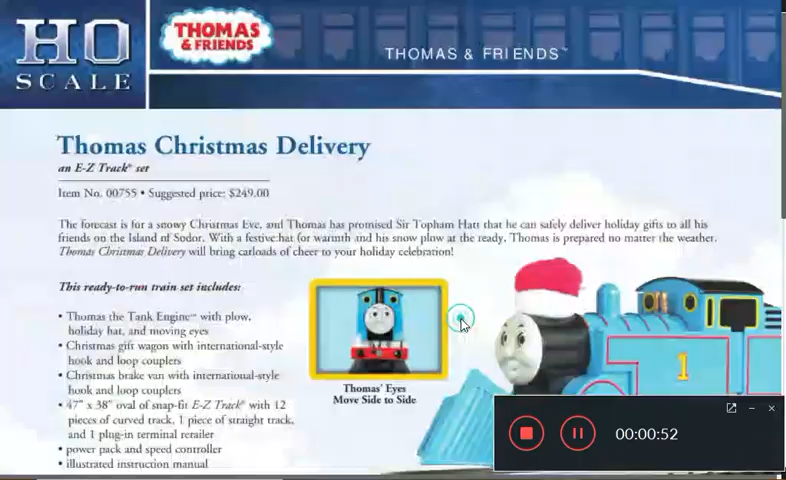 HO
SCALE
THOMAS
& FRIENDS
THOMAS & FRIENDS™
Thomas Christmas Delivery
an E-Z Track® set
Item No. 00755 • Suggested price: $249.00
The forecast is for a snowy Christmas Eve, and Thomas has promised Sir Topham Hatt that he can safely deliver holiday gifts to all his
friends on the Island of Sodor. With a festive hat for warmth and his snow plow at the ready, Thomas is prepared no matter the weather.
Thomas Christmas Delivery will bring carloads of cheer to your holiday celebration!
This ready-to-run train set includes:
• Thomas the Tank Engine™ with plow,
holiday hat, and moving eyes
• Christmas gift wagon with international-style
hook and loop couplers
• Christmas brake van with international-style
hook and loop couplers
• 47" x 38" oval of snap-fit E-Z Track® with 12
pieces of curved track, 1 piece of straight track,
and 1 plug-in terminal rerailer
• power pack and speed controller
• illustrated instruction manual
Thomas' Eyes
Move Side to Side
1
00:00:52